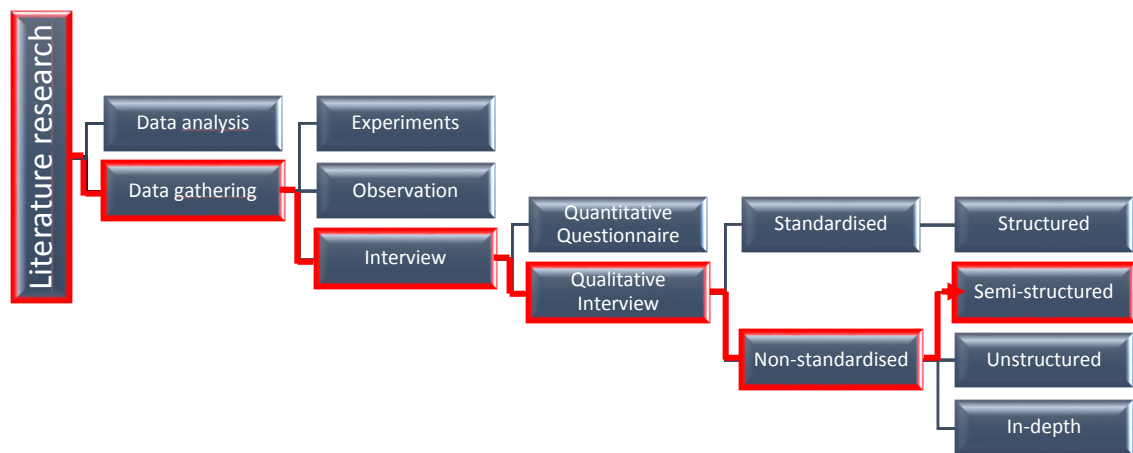 Literature research
Data analysis
Data gathering
Experiments
Observation
Interview
Quantitative
Questionnaire
Qualitative
Interview
Standardised
Non-standardised
Structured
Semi-structured
Unstructured
In-depth